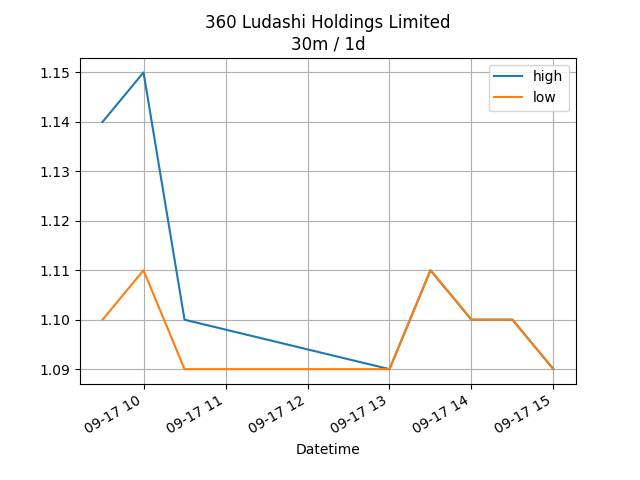 360 Ludashi Holdings Limited
30m / 1d
high
low
1.15
1.14
1.13
1.12
1.11
1.10
1.09
09-17 10
09-17 11
09-17 12
09-17 13
09-17 14
09-17 15
Datetime